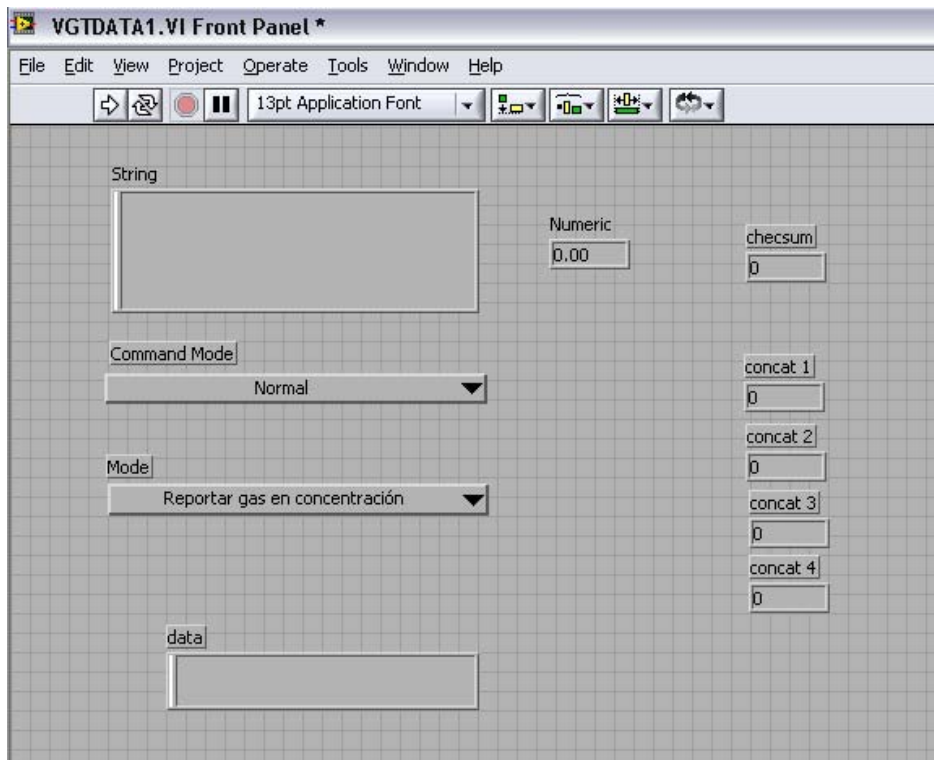 VGTDATA1.VI Front Panel *
File Edit View Project Operate Tools Window Help
13pt Application Font
String
Numeric
0.00
checsum
0
Command Mode
Normal
concat 1
0
concat 2
0
Mode
Reportar gas en concentración
concat 3
0
concat 4
0
data